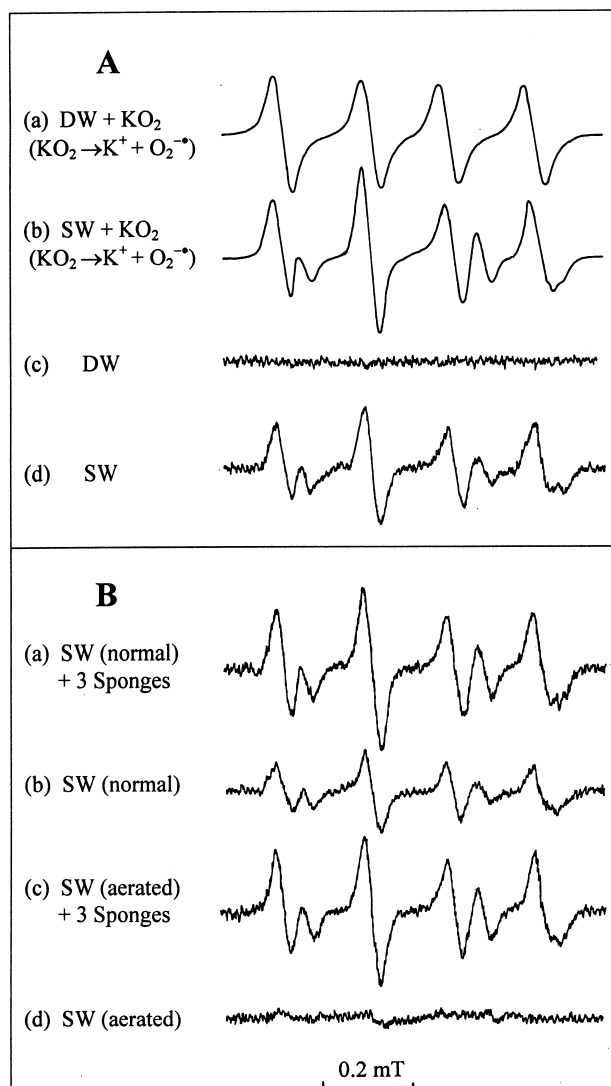 A
(a) DW + KO₂
(KO₂→K⁺ + O₂⁻•)
(b) SW + KO₂
(KO₂→K⁺ + O₂⁻•)
(c) DW
(d) SW
B
(a) SW (normal)
+ 3 Sponges
(b) SW (normal)
(c) SW (aerated)
+ 3 Sponges
(d) SW (aerated)
0.2 mT